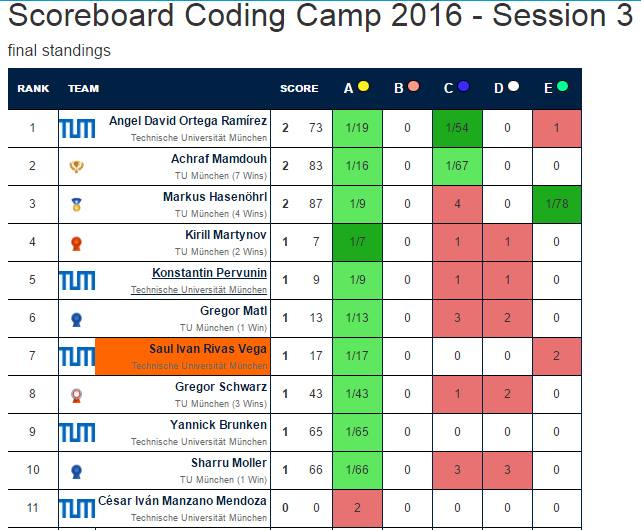 Scoreboard Coding Camp 2016 - Session 3
final standings
RANK TEAM SCORE A B C D E
1 TUM Angel David Ortega Ramírez 2 73 1/19 0 1/54 0 1
Technische Universität München
2 Achraf Mamdouh 2 83 1/16 0 1/67 0 0
TU München (7 Wins)
3 Markus Hasenöhrl 2 87 1/9 0 4 0 1/78
TU München (4 Wins)
4 Kirill Martynov 1 7 1/7 0 1 1 0
TU München (2 Wins)
5 TUM Konstantin Pervunin 1 9 1/9 0 1 1 0
Technische Universität München
6 Gregor Matl 1 13 1/13 0 3 2 0
TU München (1 Win)
7 TUM Saul Ivan Rivas Vega 1 17 1/17 0 0 0 2
Technische Universität München
8 Gregor Schwarz 1 43 1/43 0 1 2 0
TU München (3 Wins)
9 TUM Yannick Brunken 1 65 1/65 0 0 0 0
Technische Universität München
10 Sharru Moller 1 66 1/66 0 3 3 0
TU München (1 Win)
11 TUM César Iván Manzano Mendoza 0 0 2 0 0 0 0
Technische Universität München